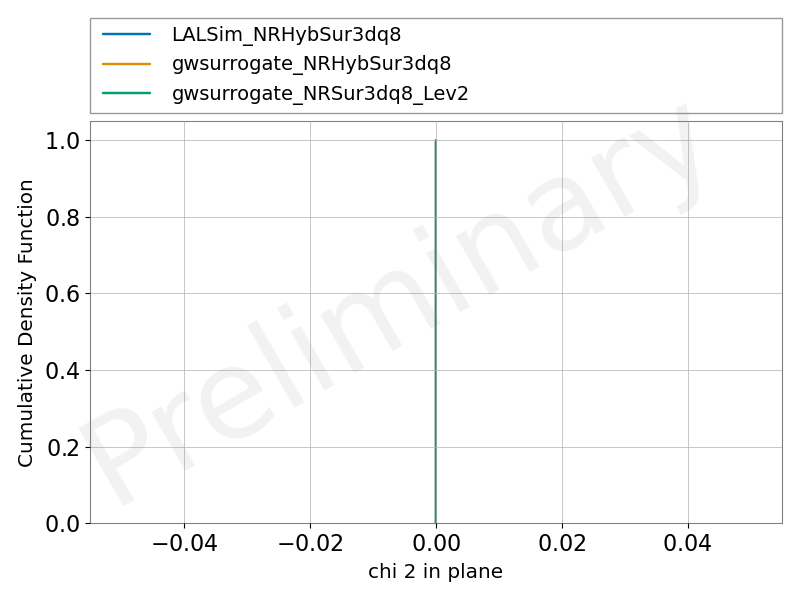 LALSim_NRHybSur3dq8
gwsurrogate_NRHybSur3dq8
gwsurrogate_NRSur3dq8_Lev2
1.0
0.8
0.6
0.4
0.2
0.0
Cumulative Density Function
Preliminary
−0.04 −0.02 0.00 0.02 0.04
chi 2 in plane